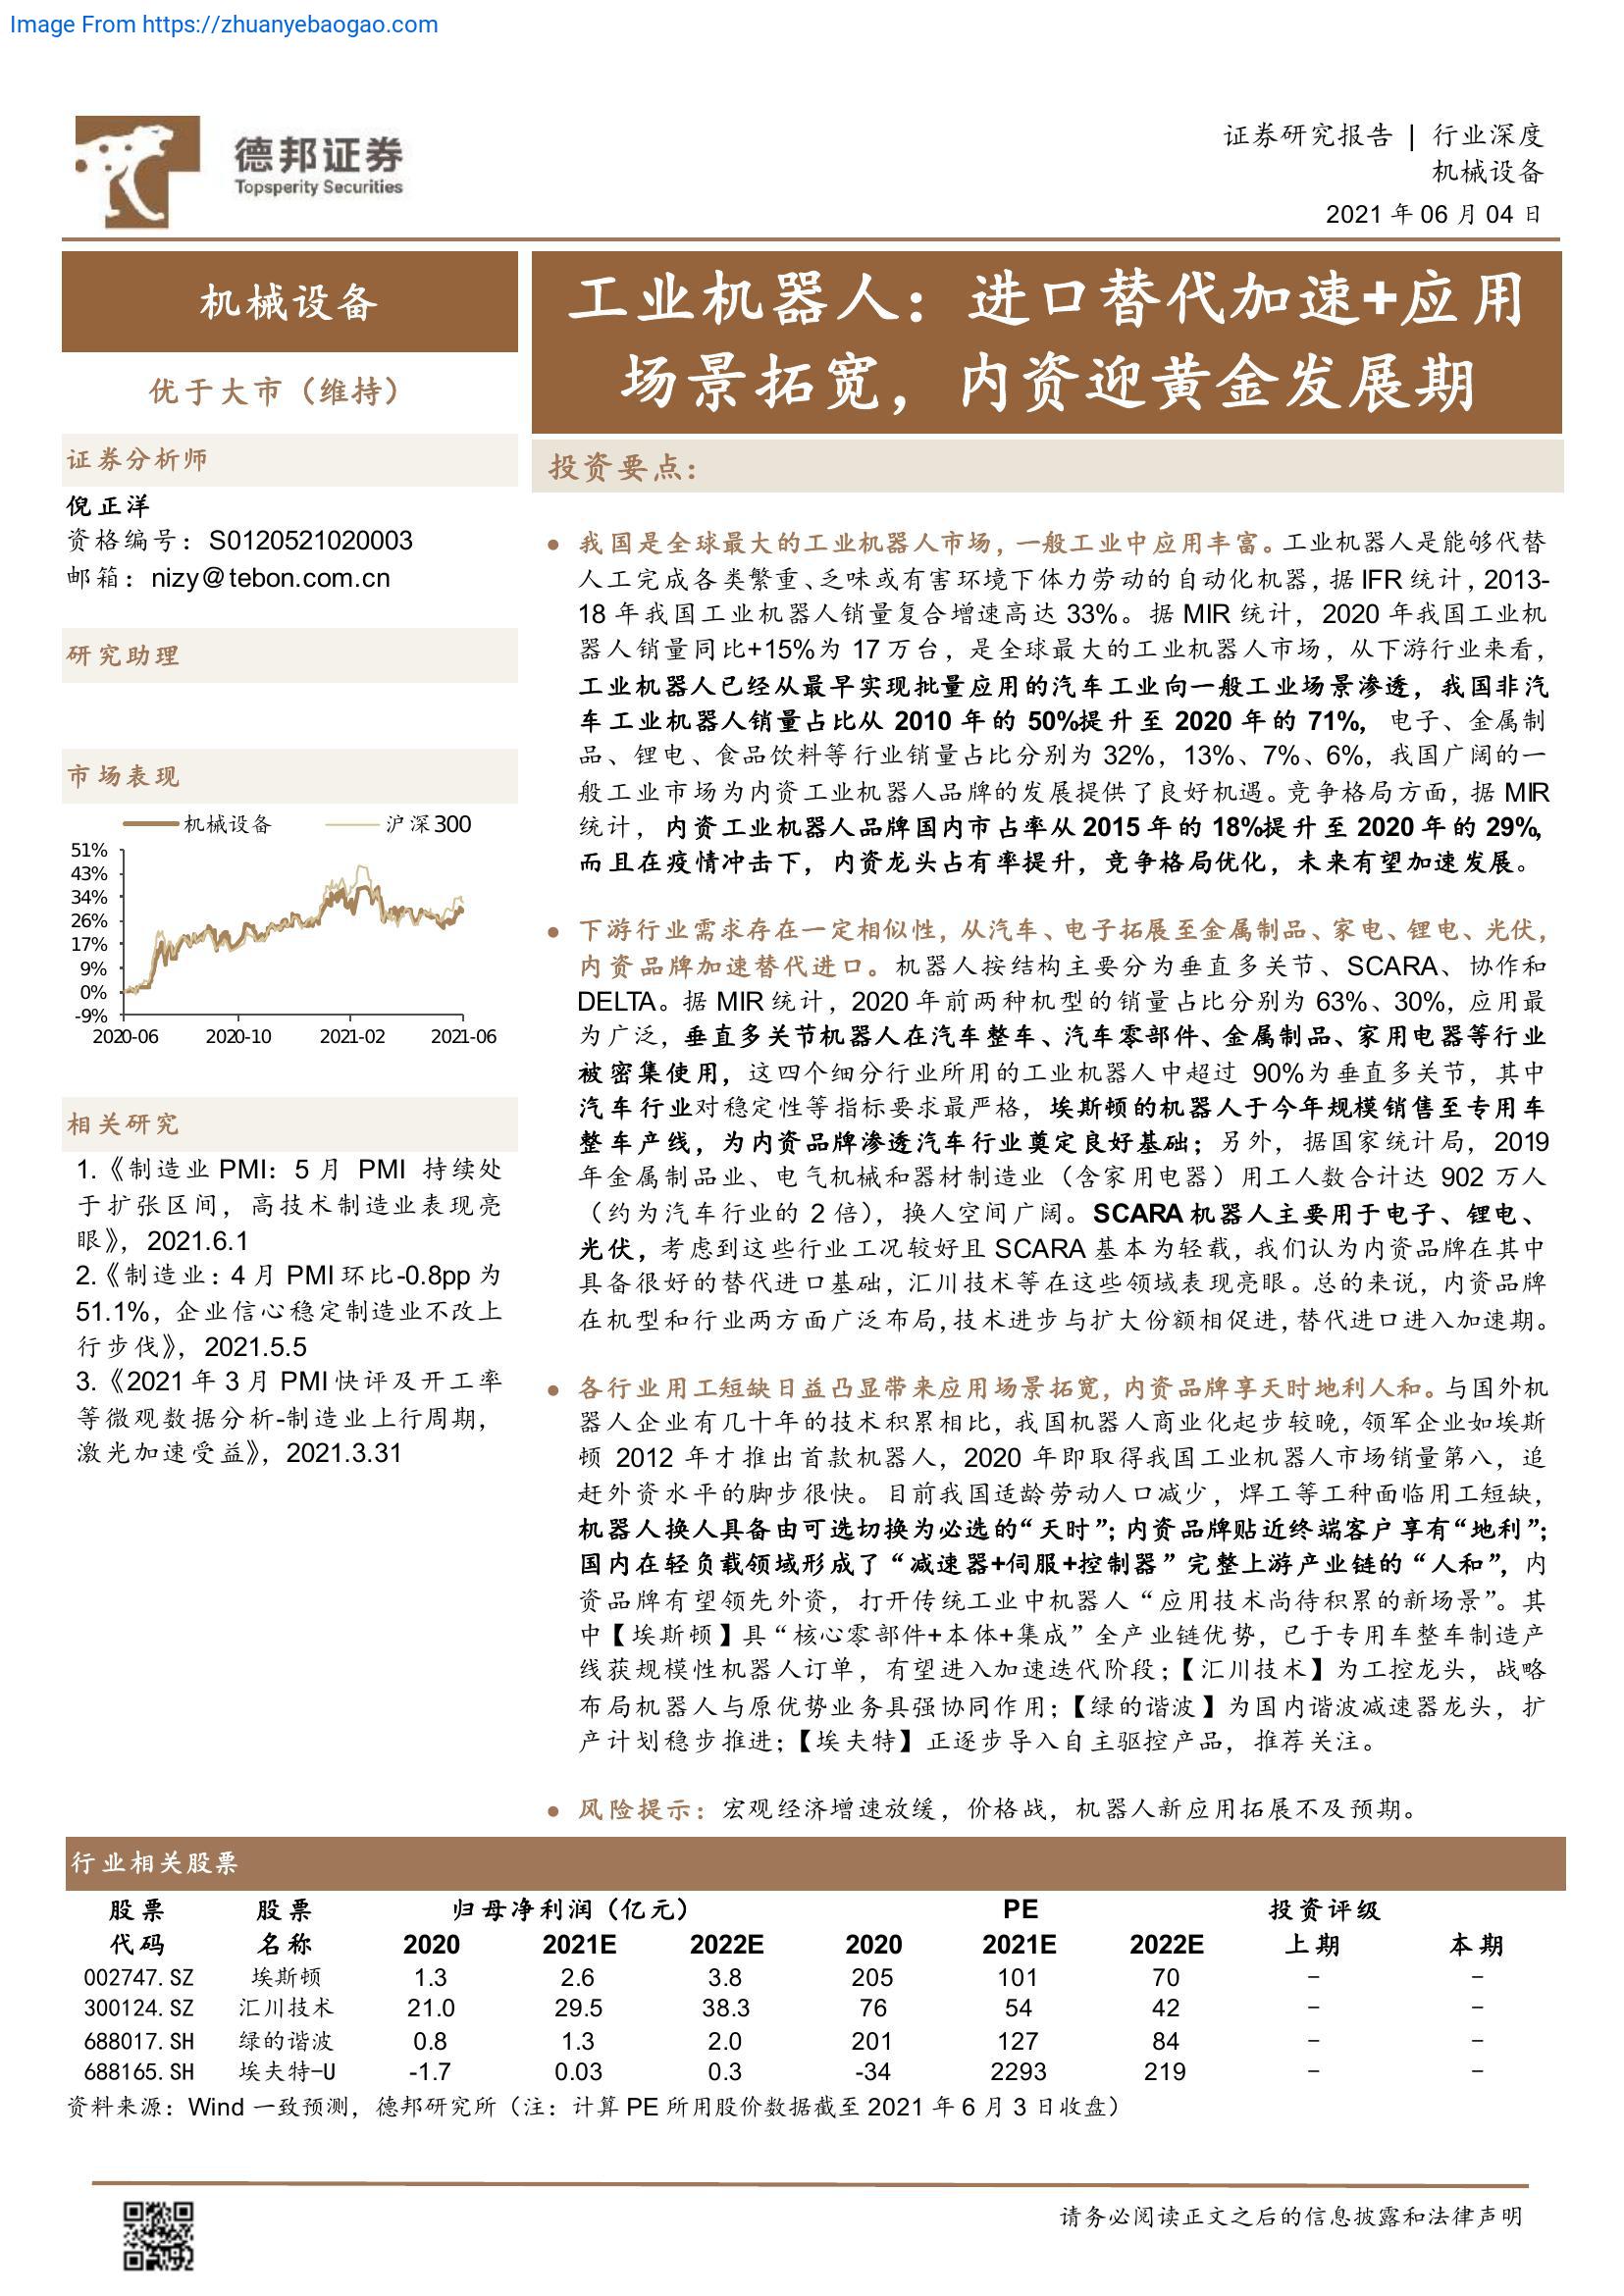 Image From https://zhuanyebaogao.com
德邦证券
Topsperity Securities
证券研究报告 | 行业深度
机械设备
2021 年 06 月 04 日
机械设备
优于大市（维持）
证券分析师
倪正洋
资格编号：S0120521020003
邮箱：nizy@tebon.com.cn
研究助理
市场表现
机械设备 沪深300
51%
43%
34%
26%
17%
9%
0%
-9%
2020-06 2020-10 2021-02 2021-06
相关研究
1.《制造业 PMI：5 月 PMI 持续处
于扩张区间，高技术制造业表现亮
眼》，2021.6.1
2.《制造业：4 月 PMI 环比-0.8pp 为
51.1%，企业信心稳定制造业不改上
行步伐》，2021.5.5
3.《2021 年 3 月 PMI 快评及开工率
等微观数据分析-制造业上行周期，
激光加速受益》，2021.3.31
工业机器人：进口替代加速+应用
场景拓宽，内资迎黄金发展期
投资要点：
● 我国是全球最大的工业机器人市场，一般工业中应用丰富。工业机器人是能够代替
人工完成各类繁重、乏味或有害环境下体力劳动的自动化机器，据 IFR 统计，2013-
18 年我国工业机器人销量复合增速高达 33%。据 MIR 统计，2020 年我国工业机
器人销量同比+15%为 17 万台，是全球最大的工业机器人市场，从下游行业来看，
工业机器人已经从最早实现批量应用的汽车工业向一般工业场景渗透，我国非汽
车工业机器人销量占比从 2010 年的 50%提升至 2020 年的 71%，电子、金属制
品、锂电、食品饮料等行业销量占比分别为 32%，13%、7%、6%，我国广阔的一
般工业市场为内资工业机器人品牌的发展提供了良好机遇。竞争格局方面，据 MIR
统计，内资工业机器人品牌国内市占率从 2015 年的 18%提升至 2020 年的 29%，
而且在疫情冲击下，内资龙头占有率提升，竞争格局优化，未来有望加速发展。
● 下游行业需求存在一定相似性，从汽车、电子拓展至金属制品、家电、锂电、光伏，
内资品牌加速替代进口。机器人按结构主要分为垂直多关节、SCARA、协作和
DELTA。据 MIR 统计，2020 年前两种机型的销量占比分别为 63%、30%，应用最
为广泛，垂直多关节机器人在汽车整车、汽车零部件、金属制品、家用电器等行业
被密集使用，这四个细分行业所用的工业机器人中超过 90%为垂直多关节，其中
汽车行业对稳定性等指标要求最严格，埃斯顿的机器人于今年规模销售至专用车
整车产线，为内资品牌渗透汽车行业奠定良好基础；另外，据国家统计局，2019
年金属制品业、电气机械和器材制造业（含家用电器）用工人数合计达 902 万人
（约为汽车行业的 2 倍），换人空间广阔。SCARA 机器人主要用于电子、锂电、
光伏，考虑到这些行业工况较好且 SCARA 基本为轻载，我们认为内资品牌在其中
具备很好的替代进口基础，汇川技术等在这些领域表现亮眼。总的来说，内资品牌
在机型和行业两方面广泛布局，技术进步与扩大份额相促进，替代进口进入加速期。
● 各行业用工短缺日益凸显带来应用场景拓宽，内资品牌享天时地利人和。与国外机
器人企业有几十年的技术积累相比，我国机器人商业化起步较晚，领军企业如埃斯
顿 2012 年才推出首款机器人，2020 年即取得我国工业机器人市场销量第八，追
赶外资水平的脚步很快。目前我国适龄劳动人口减少，焊工等工种面临用工短缺，
机器人换人具备由可选切换为必选的“天时”；内资品牌贴近终端客户享有“地利”；
国内在轻负载领域形成了“减速器+伺服+控制器”完整上游产业链的“人和”，内
资品牌有望领先外资，打开传统工业中机器人“应用技术尚待积累的新场景”。其
中【埃斯顿】具“核心零部件+本体+集成”全产业链优势，已于专用车整车制造产
线获规模性机器人订单，有望进入加速迭代阶段；【汇川技术】为工控龙头，战略
布局机器人与原优势业务具强协同作用；【绿的谐波】为国内谐波减速器龙头，扩
产计划稳步推进；【埃夫特】正逐步导入自主驱控产品，推荐关注。
● 风险提示：宏观经济增速放缓，价格战，机器人新应用拓展不及预期。
行业相关股票
股票 股票 归母净利润（亿元） PE 投资评级
代码 名称 2020 2021E 2022E 2020 2021E 2022E 上期 本期
002747.SZ 埃斯顿 1.3 2.6 3.8 205 101 70 - -
300124.SZ 汇川技术 21.0 29.5 38.3 76 54 42 - -
688017.SH 绿的谐波 0.8 1.3 2.0 201 127 84 - -
688165.SH 埃夫特-U -1.7 0.03 0.3 -34 2293 219 - -
资料来源：Wind 一致预测，德邦研究所（注：计算 PE 所用股价数据截至 2021 年 6 月 3 日收盘）
请务必阅读正文之后的信息披露和法律声明